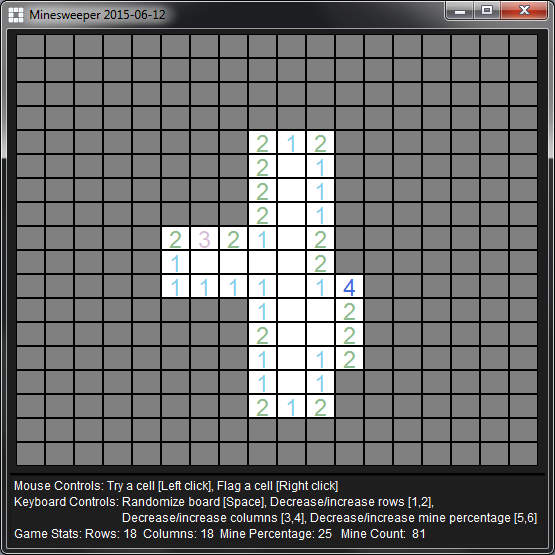 Minesweeper 2015-06-12
2 1 2
2 1
2 1
2 1
2 3 2 1 2
1 2
1 1 1 1 1 4
1 2
2 2
1 1 2
1 1
2 1 2
Mouse Controls: Try a cell [Left click], Flag a cell [Right click]
Keyboard Controls: Randomize board [Space], Decrease/increase rows [1,2],
Decrease/increase columns [3,4], Decrease/increase mine percentage [5,6]
Game Stats: Rows: 18 Columns: 18 Mine Percentage: 25 Mine Count: 81